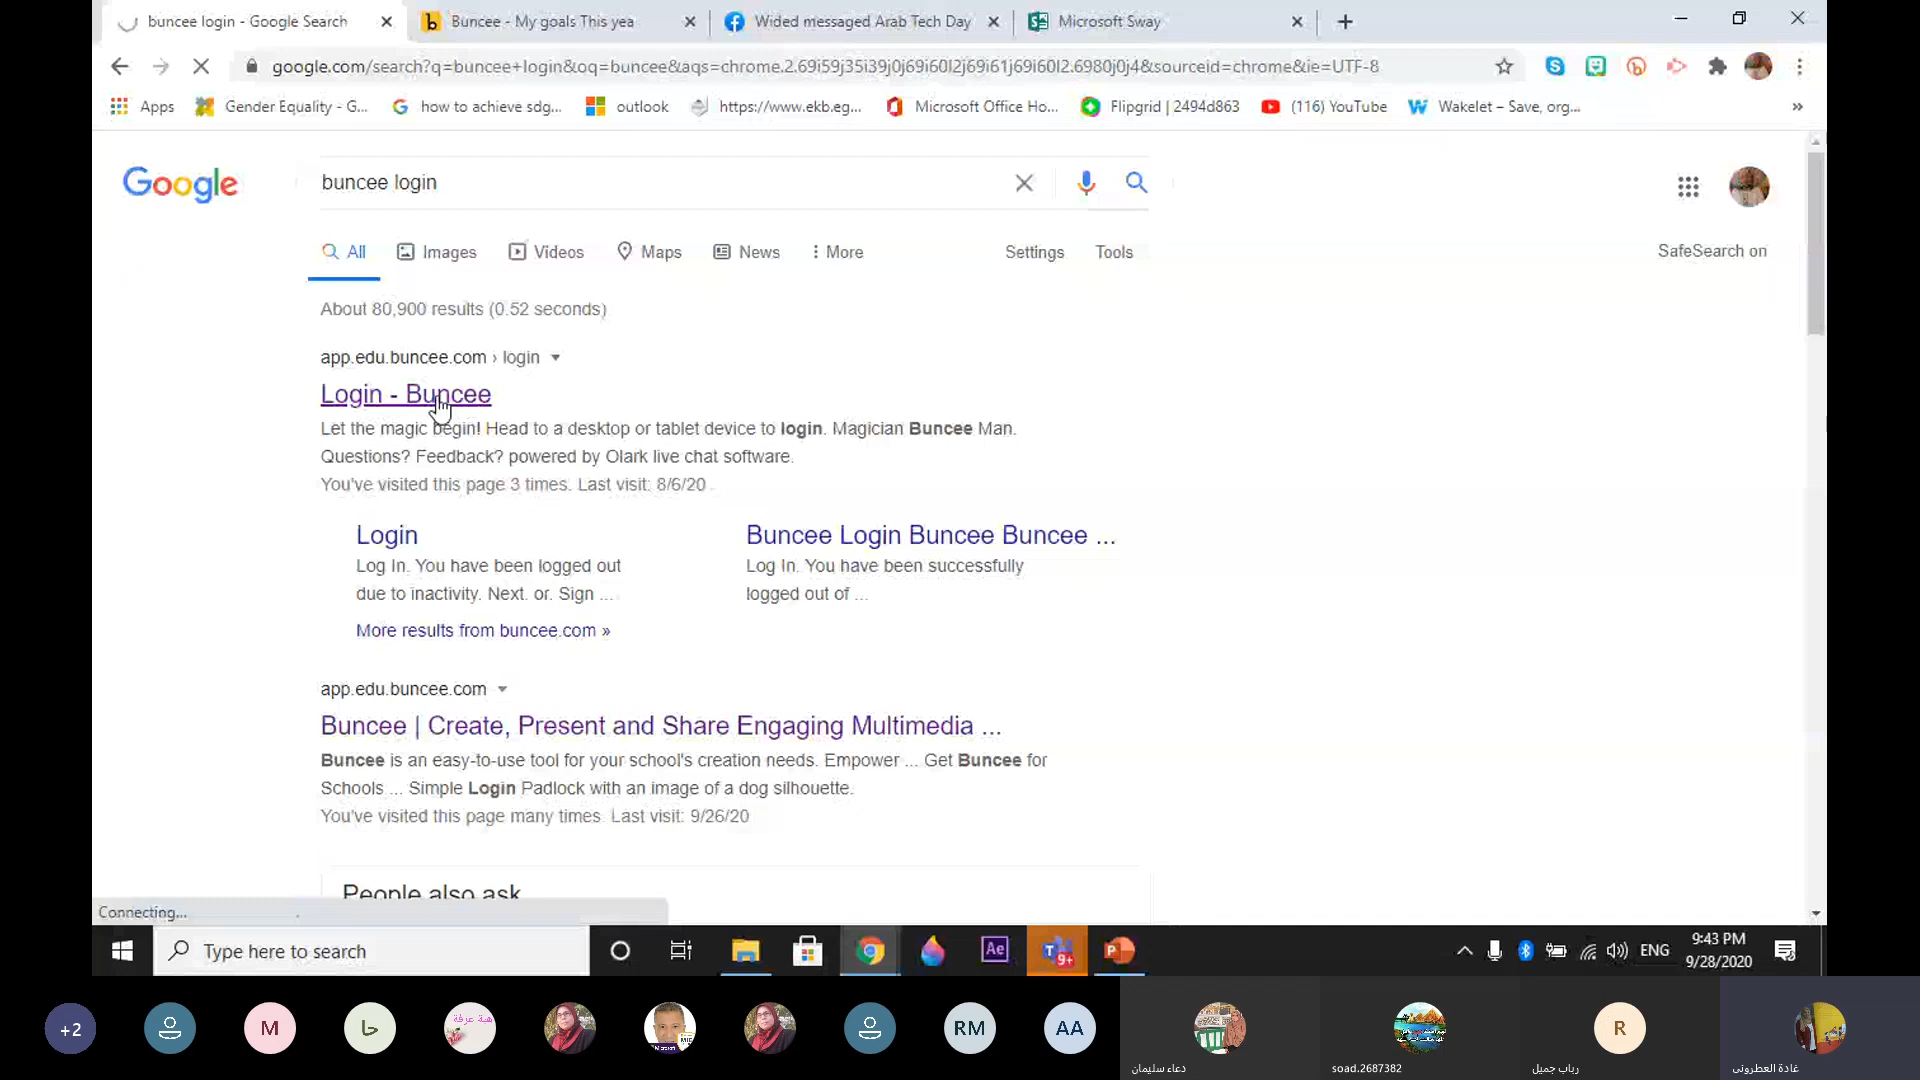 buncee login - Google Search
Buncee - My goals This yea
Wided messaged Arab Tech Day
Microsoft Sway
google.com/search?q=buncee+login&oq=buncee&aqs=chrome.2.69i59j35i39j0j69i60l2j69i61j69i60l2.6980j0j4&sourceid=chrome&ie=UTF-8
Apps
Gender Equality - G...
how to achieve sdg...
outlook
https://www.ekb.eg...
Microsoft Office Ho...
Flipgrid | 2494d863
(116) YouTube
Wakelet – Save, org...
»
Google
buncee login
All
Images
Videos
Maps
News
More
Settings
Tools
SafeSearch on
About 80,900 results (0.52 seconds)
app.edu.buncee.com › login
Login - Buncee
Let the magic begin! Head to a desktop or tablet device to login. Magician Buncee Man.
Questions? Feedback? powered by Olark live chat software.
You've visited this page 3 times. Last visit: 8/6/20
Login
Log In. You have been logged out
due to inactivity. Next. or. Sign ...
Buncee Login Buncee Buncee ...
Log In. You have been successfully
logged out of ...
More results from buncee.com »
app.edu.buncee.com
Buncee | Create, Present and Share Engaging Multimedia ...
Buncee is an easy-to-use tool for your school's creation needs. Empower ... Get Buncee for
Schools ... Simple Login Padlock with an image of a dog silhouette.
You've visited this page many times. Last visit: 9/26/20
People also ask
Connecting...
Type here to search
Ae
9+
ENG
9:43 PM
9/28/2020
+2
M
حا
هبة عرفة
RM
AA
R
دعاء سليمان
soad.2687382
رباب جميل
غادة العطرونى